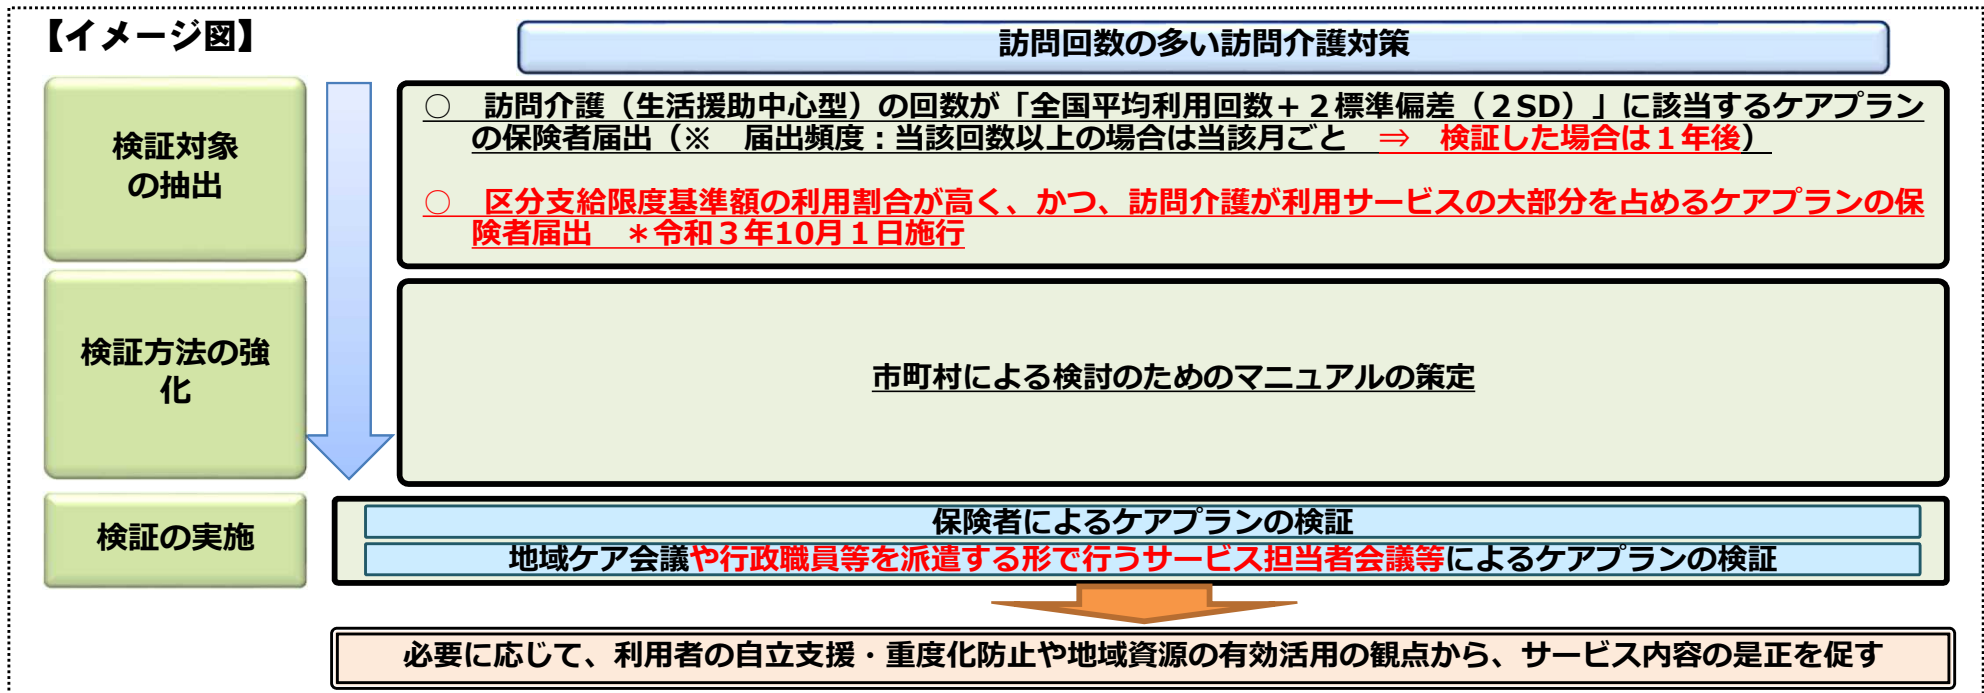 【イメージ図】
訪問回数の多い訪問介護対策
検証対象
の抽出
○　訪問介護（生活援助中心型）の回数が「全国平均利用回数＋２標準偏差（２SD）」に該当するケアプラン
の保険者届出（※　届出頻度：当該回数以上の場合は当該月ごと　⇒　検証した場合は１年後）
○　区分支給限度基準額の利用割合が高く、かつ、訪問介護が利用サービスの大部分を占めるケアプランの保
険者届出　＊令和３年10月１日施行
検証方法の強
化
市町村による検討のためのマニュアルの策定
検証の実施
保険者によるケアプランの検証
地域ケア会議や行政職員等を派遣する形で行うサービス担当者会議等によるケアプランの検証
必要に応じて、利用者の自立支援・重度化防止や地域資源の有効活用の観点から、サービス内容の是正を促す